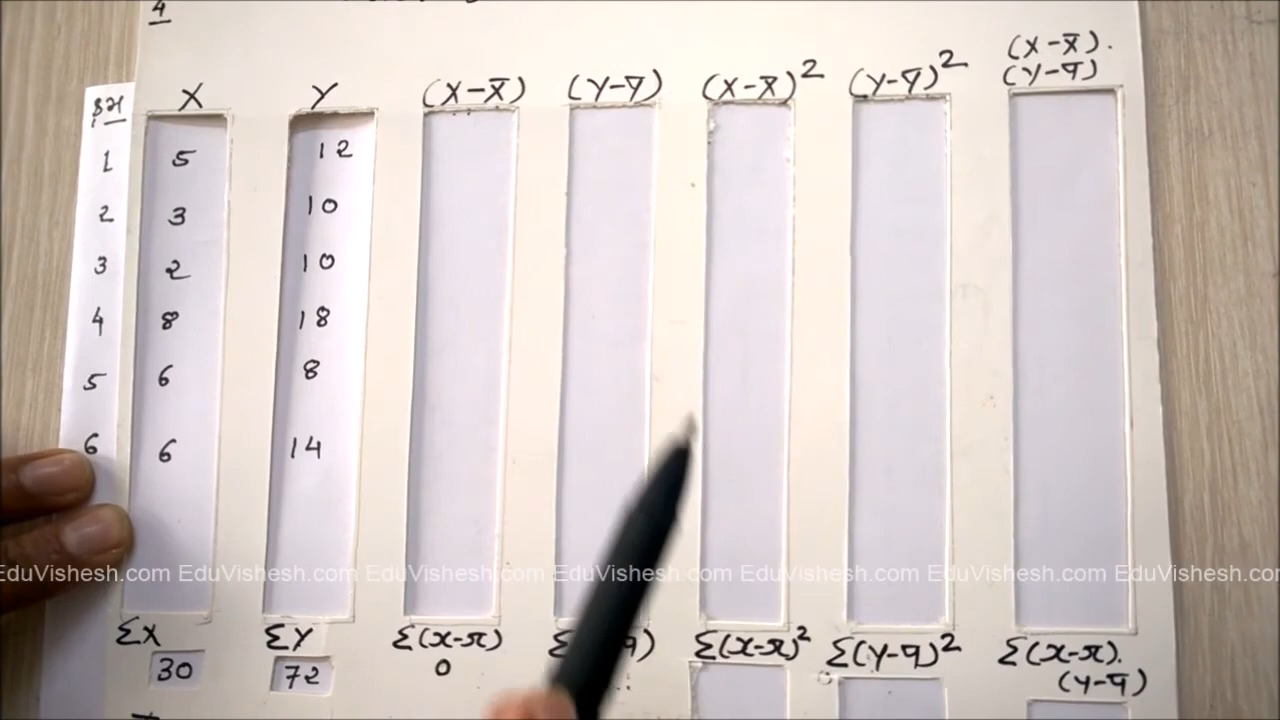 4
ક્રમ X Y (X-X̄) (Y-Ȳ) (X-X̄)² (Y-Ȳ)² (X-X̄).
(Y-Ȳ)
1 5 12
2 3 10
3 2 10
4 8 18
5 6 8
6 6 14
EduVishesh.com EduVishesh.com EduVishesh.com EduVishesh.com EduVishesh.com EduVishesh.com EduVishesh.com
ΣX ΣY Σ(x-x̄) Σ(x-x̄)² Σ(y-ȳ)² Σ(x-x̄).
(y-ȳ)
30 72 0